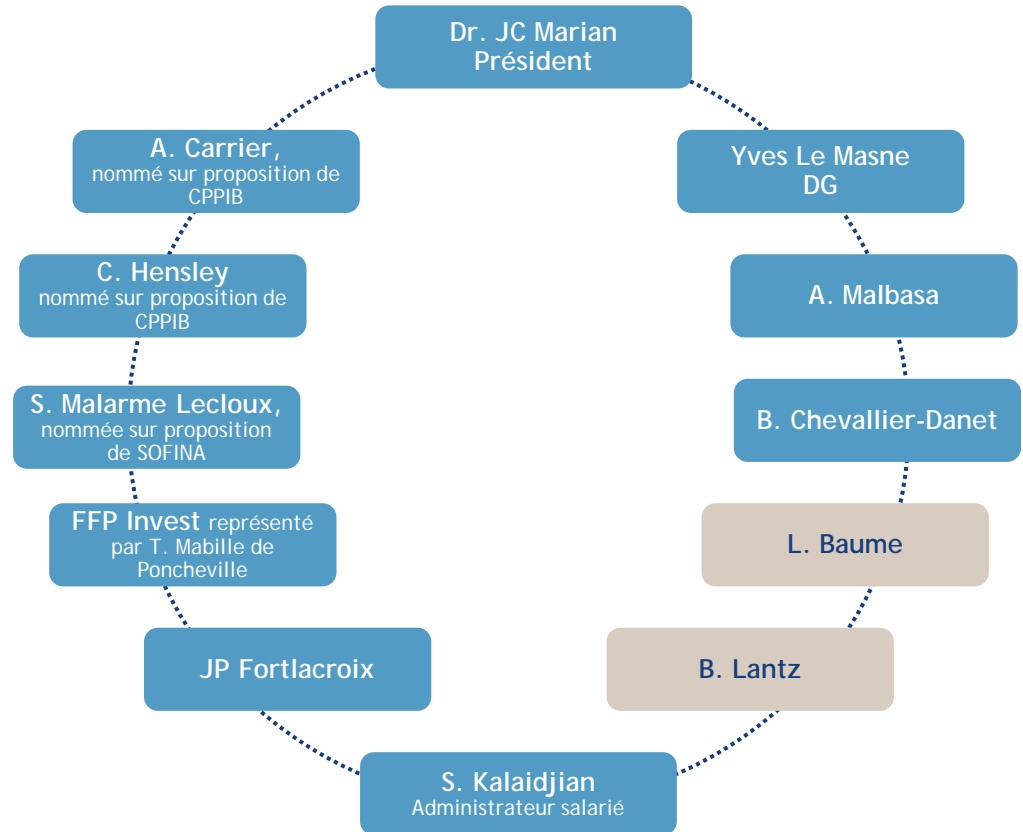 Dr. JC Marian
Président
A. Carrier,
nommé sur proposition de
CPPIB
Yves Le Masne
DG
C. Hensley
nommé sur proposition de
CPPIB
A. Malbasa
S. Malarme Lecloux,
nommée sur proposition
de SOFINA
B. Chevallier-Danet
FFP Invest représenté
par T. Mabille de
Poncheville
L. Baume
JP Fortlacroix
B. Lantz
S. Kalaidjian
Administrateur salarié